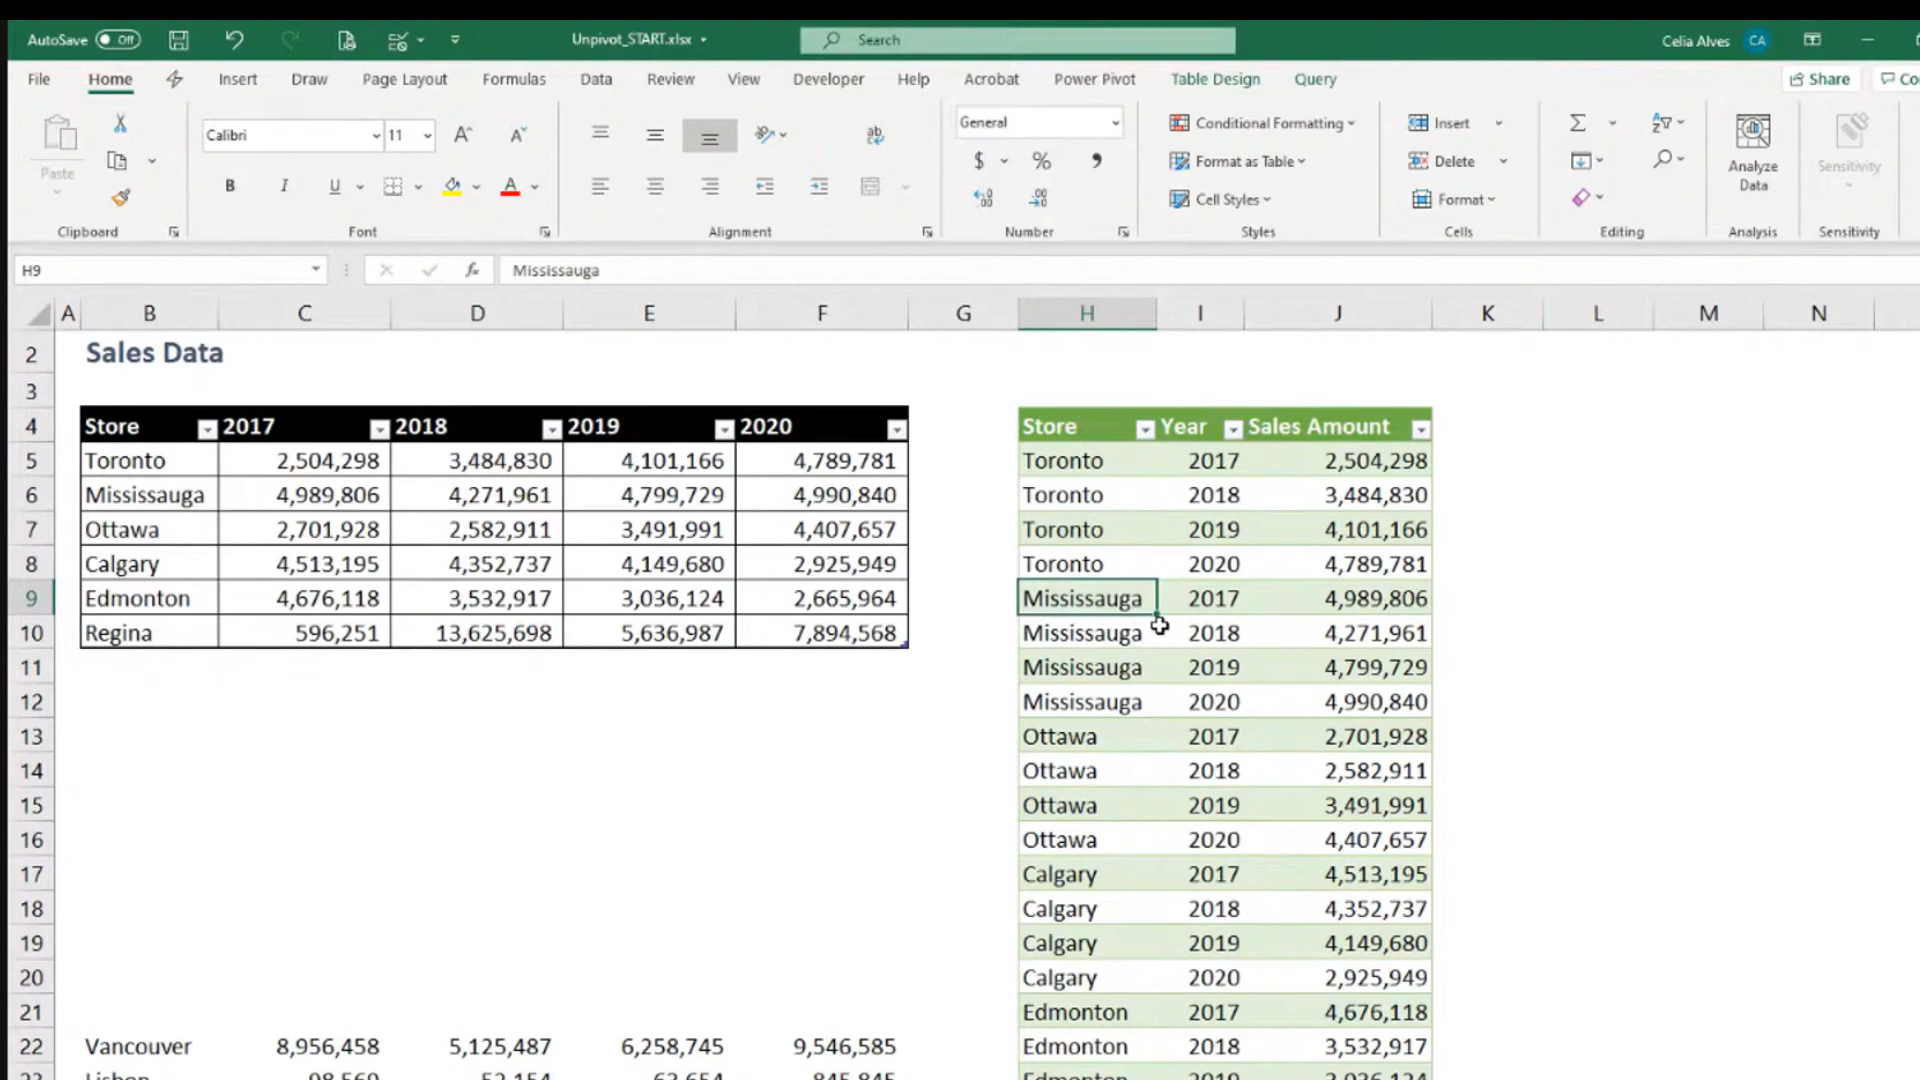 AutoSave Off Unpivot_START.xlsx Search Celia Alves CA
File Home Insert Draw Page Layout Formulas Data Review View Developer Help Acrobat Power Pivot Table Design Query Share Co
Paste Calibri 11 General Conditional Formatting Insert Analyze Data Sensitivity
B I U A $ % , Format as Table Delete
Cell Styles Format
Clipboard Font Alignment Number Styles Cells Editing Analysis Sensitivity
H9 fx Mississauga
A B C D E F G H I J K L M N
2 Sales Data
3
4 Store 2017 2018 2019 2020 Store Year Sales Amount
5 Toronto 2,504,298 3,484,830 4,101,166 4,789,781 Toronto 2017 2,504,298
6 Mississauga 4,989,806 4,271,961 4,799,729 4,990,840 Toronto 2018 3,484,830
7 Ottawa 2,701,928 2,582,911 3,491,991 4,407,657 Toronto 2019 4,101,166
8 Calgary 4,513,195 4,352,737 4,149,680 2,925,949 Toronto 2020 4,789,781
9 Edmonton 4,676,118 3,532,917 3,036,124 2,665,964 Mississauga 2017 4,989,806
10 Regina 596,251 13,625,698 5,636,987 7,894,568 Mississauga 2018 4,271,961
11 Mississauga 2019 4,799,729
12 Mississauga 2020 4,990,840
13 Ottawa 2017 2,701,928
14 Ottawa 2018 2,582,911
15 Ottawa 2019 3,491,991
16 Ottawa 2020 4,407,657
17 Calgary 2017 4,513,195
18 Calgary 2018 4,352,737
19 Calgary 2019 4,149,680
20 Calgary 2020 2,925,949
21 Edmonton 2017 4,676,118
22 Vancouver 8,956,458 5,125,487 6,258,745 9,546,585 Edmonton 2018 3,532,917